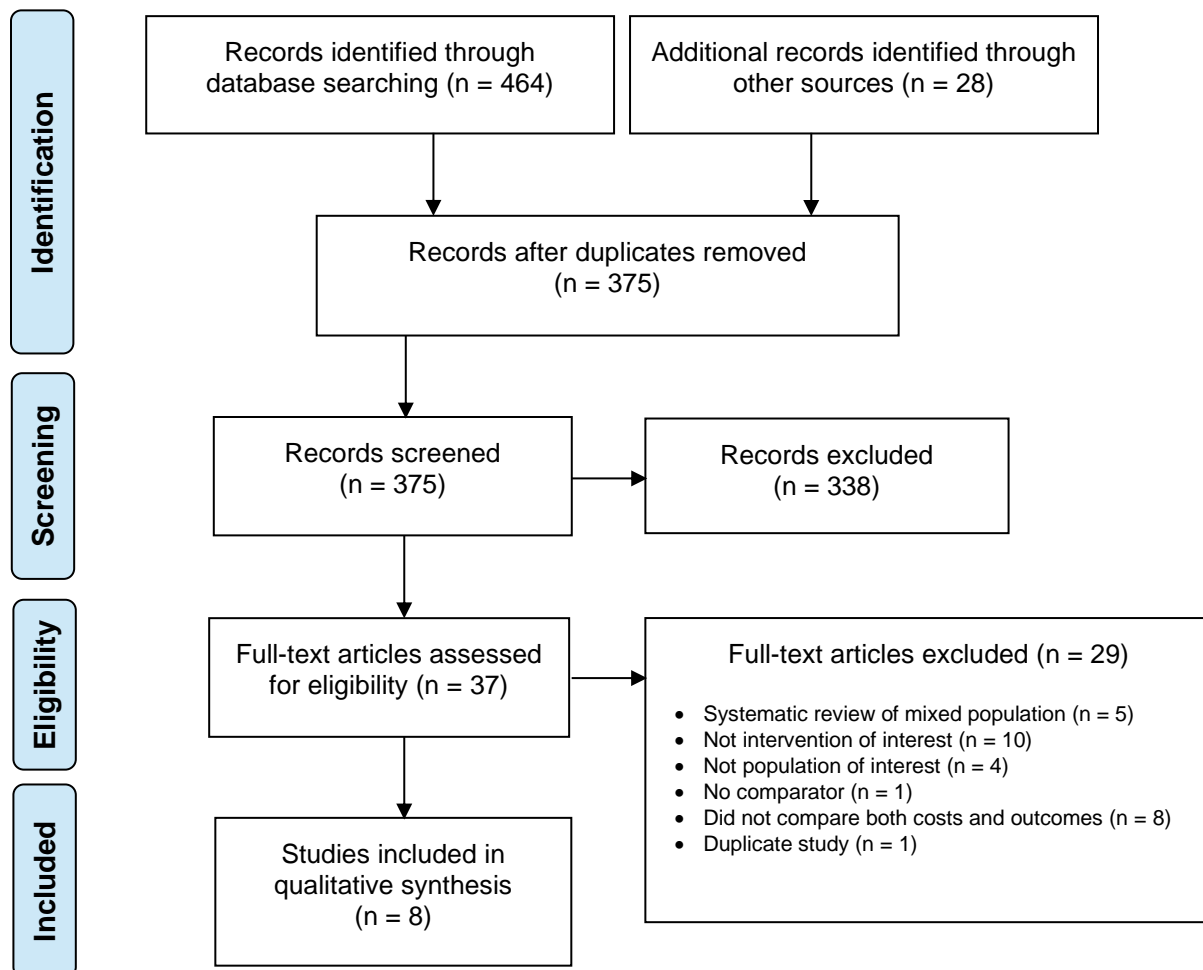 Identification
Records identified through
database searching (n = 464)
Additional records identified through
other sources (n = 28)
Records after duplicates removed
(n = 375)
Screening
Records screened
(n = 375)
Records excluded
(n = 338)
Eligibility
Full-text articles assessed
for eligibility (n = 37)
Full-text articles excluded (n = 29)
• Systematic review of mixed population (n = 5)
• Not intervention of interest (n = 10)
• Not population of interest (n = 4)
• No comparator (n = 1)
• Did not compare both costs and outcomes (n = 8)
• Duplicate study (n = 1)
Included
Studies included in
qualitative synthesis
(n = 8)